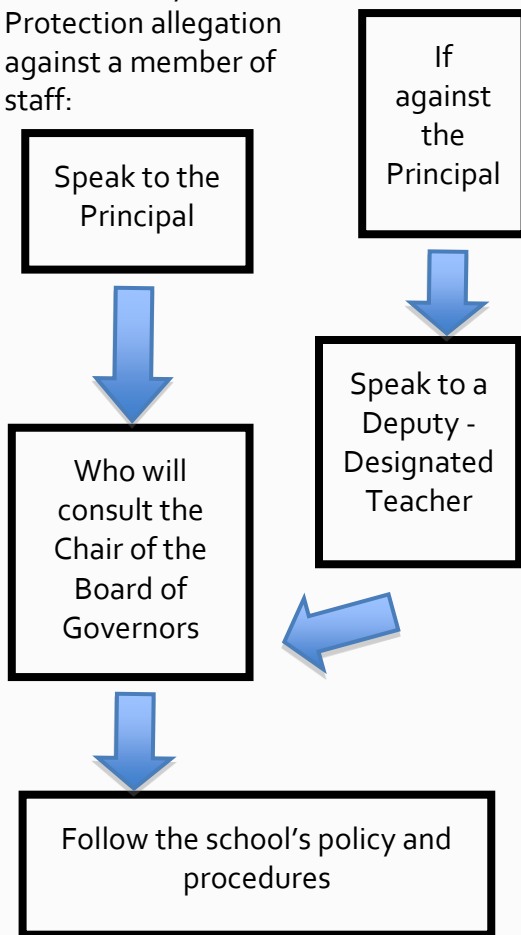 Protection allegation
against a member of
staff:
If
against
the
Principal
Speak to the
Principal
Speak to a
Deputy -
Designated
Teacher
Who will
consult the
Chair of the
Board of
Governors
Follow the school's policy and
procedures